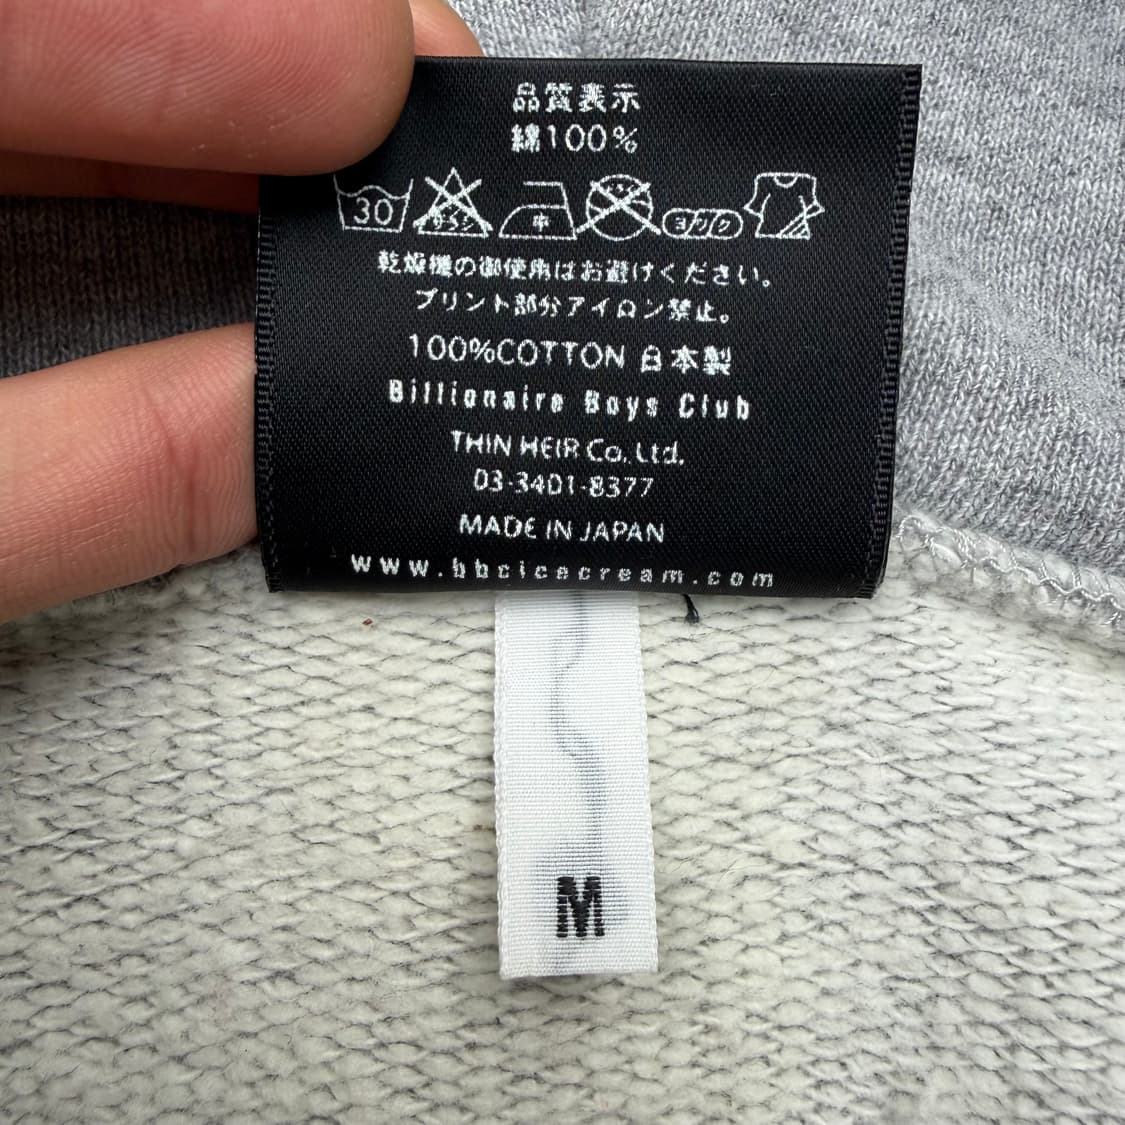 品質表示
綿100%
30 サラシ 中 ヨワク
乾燥機の御使用はお避けください。
プリント部分アイロン禁止。
100%COTTON 日本製
Billionaire Boys Club
THIN HEIR Co., Ltd.
03-3401-8377
MADE IN JAPAN
www.bbcicecream.com
M